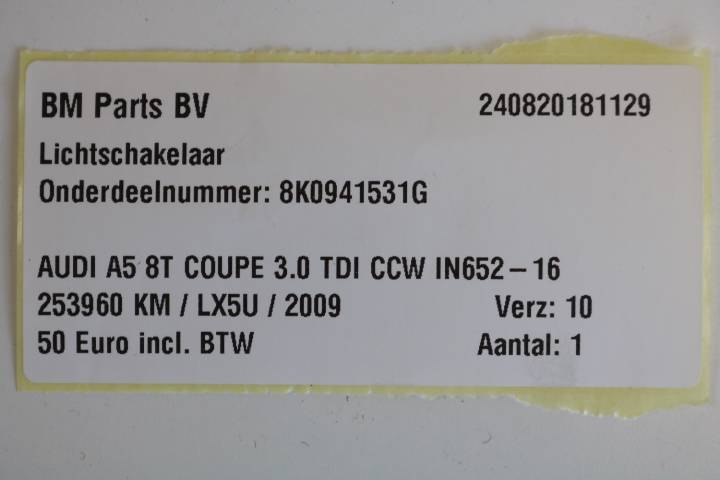 BM Parts BV 240820181129
Lichtschakelaar
Onderdeelnummer: 8K0941531G
AUDI A5 8T COUPE 3.0 TDI CCW IN652-16
253960 KM / LX5U / 2009 Verz: 10
50 Euro incl. BTW Aantal: 1